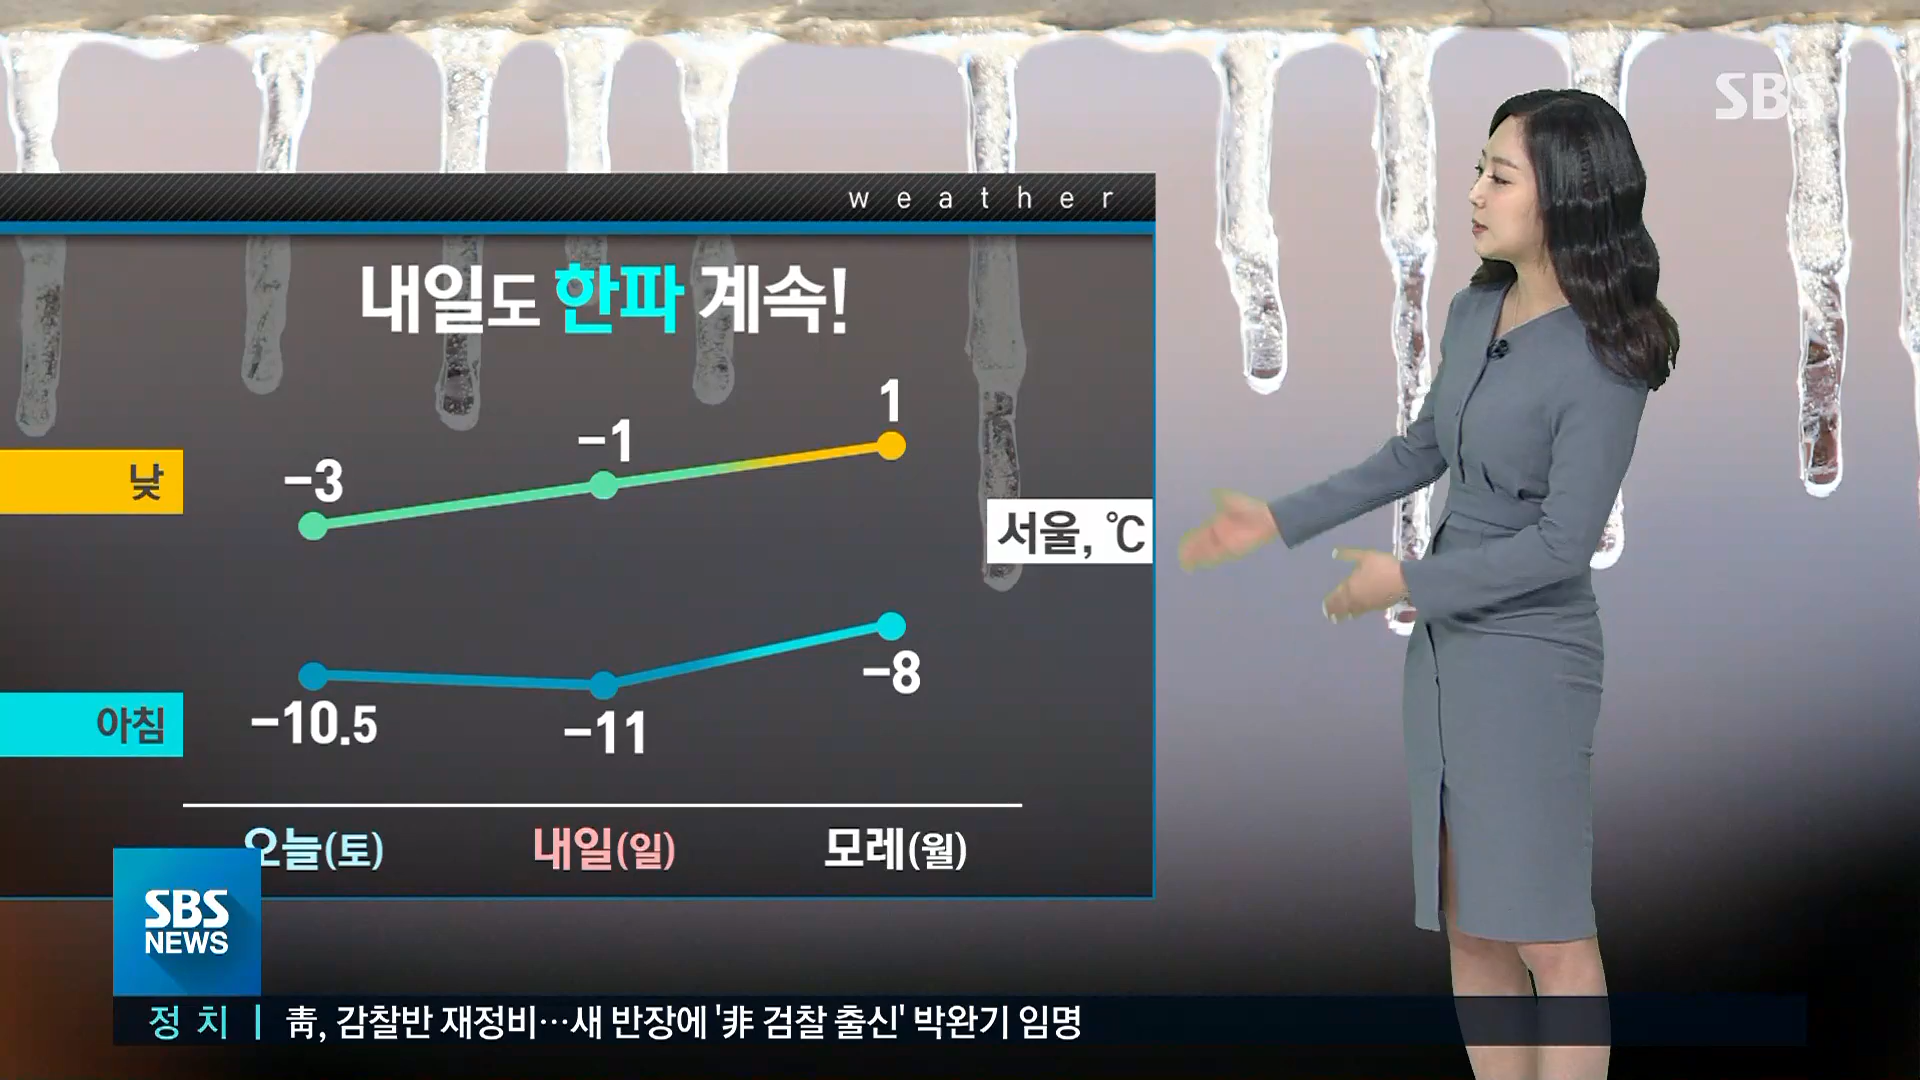 SBS
weather
내일도 한파 계속!
낮
-3
-1
1
서울, ℃
아침
-10.5
-11
-8
오늘(토)
내일(일)
모레(월)
SBS
NEWS
정치 | 靑, 감찰반 재정비…새 반장에 '非 검찰 출신' 박완기 임명